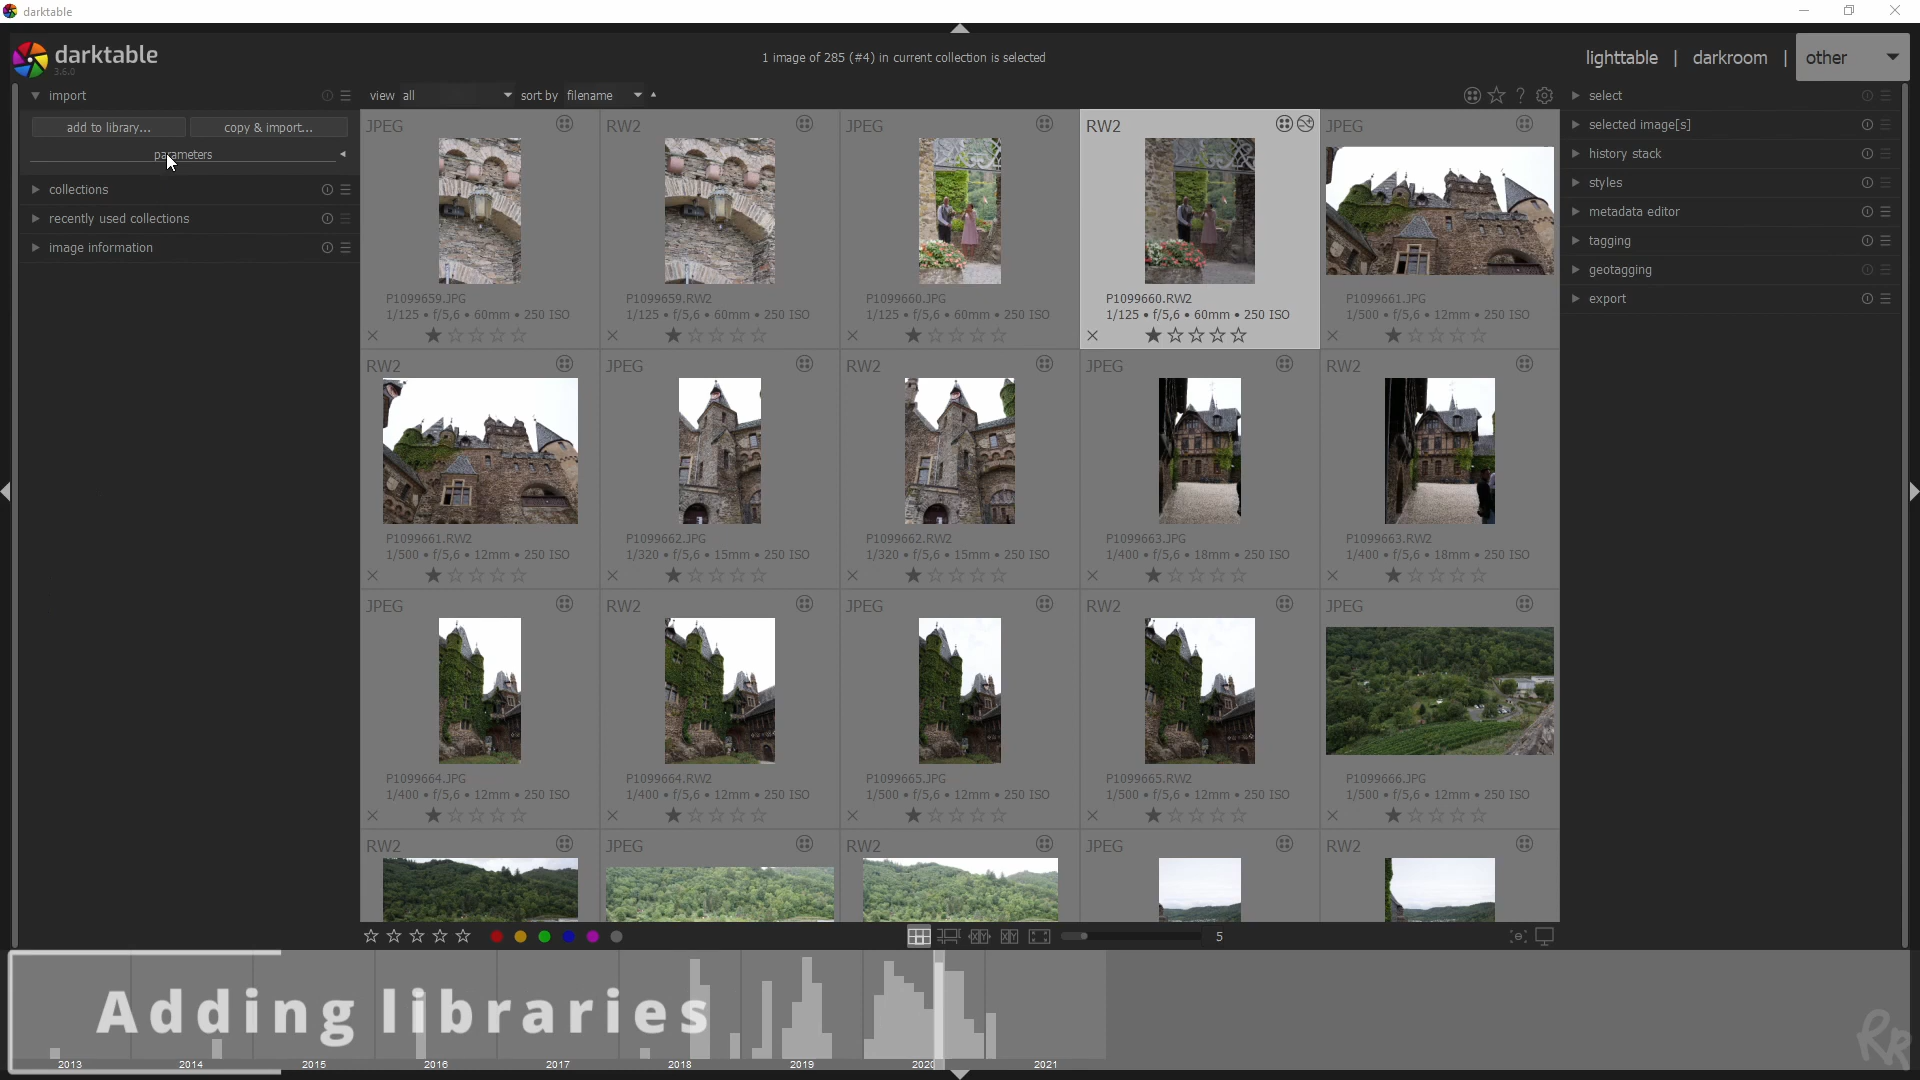 darktable
darktable
3.6.0
1 image of 285 (#4) in current collection is selected
lighttable | darkroom | other
import
view all sort by filename
add to library... copy & import...
parameters
collections
recently used collections
image information
select
selected image[s]
history stack
styles
metadata editor
tagging
geotagging
export
JPEG RW2 JPEG RW2 JPEG
P1099659.JPG P1099659.RW2 P1099660.JPG P1099660.RW2 P1099661.JPG
1/125 • f/5,6 • 60mm • 250 ISO 1/125 • f/5,6 • 60mm • 250 ISO 1/125 • f/5,6 • 60mm • 250 ISO 1/125 • f/5,6 • 60mm • 250 ISO 1/500 • f/5,6 • 12mm • 250 ISO
RW2 JPEG RW2 JPEG RW2
P1099661.RW2 P1099662.JPG P1099662.RW2 P1099663.JPG P1099663.RW2
1/500 • f/5,6 • 12mm • 250 ISO 1/320 • f/5,6 • 15mm • 250 ISO 1/320 • f/5,6 • 15mm • 250 ISO 1/400 • f/5,6 • 18mm • 250 ISO 1/400 • f/5,6 • 18mm • 250 ISO
JPEG RW2 JPEG RW2 JPEG
P1099664.JPG P1099664.RW2 P1099665.JPG P1099665.RW2 P1099666.JPG
1/400 • f/5,6 • 12mm • 250 ISO 1/400 • f/5,6 • 12mm • 250 ISO 1/500 • f/5,6 • 12mm • 250 ISO 1/500 • f/5,6 • 12mm • 250 ISO 1/500 • f/5,6 • 12mm • 250 ISO
RW2 JPEG RW2 JPEG RW2
5
Adding libraries
2013 2014 2015 2016 2017 2018 2019 2020 2021
RR